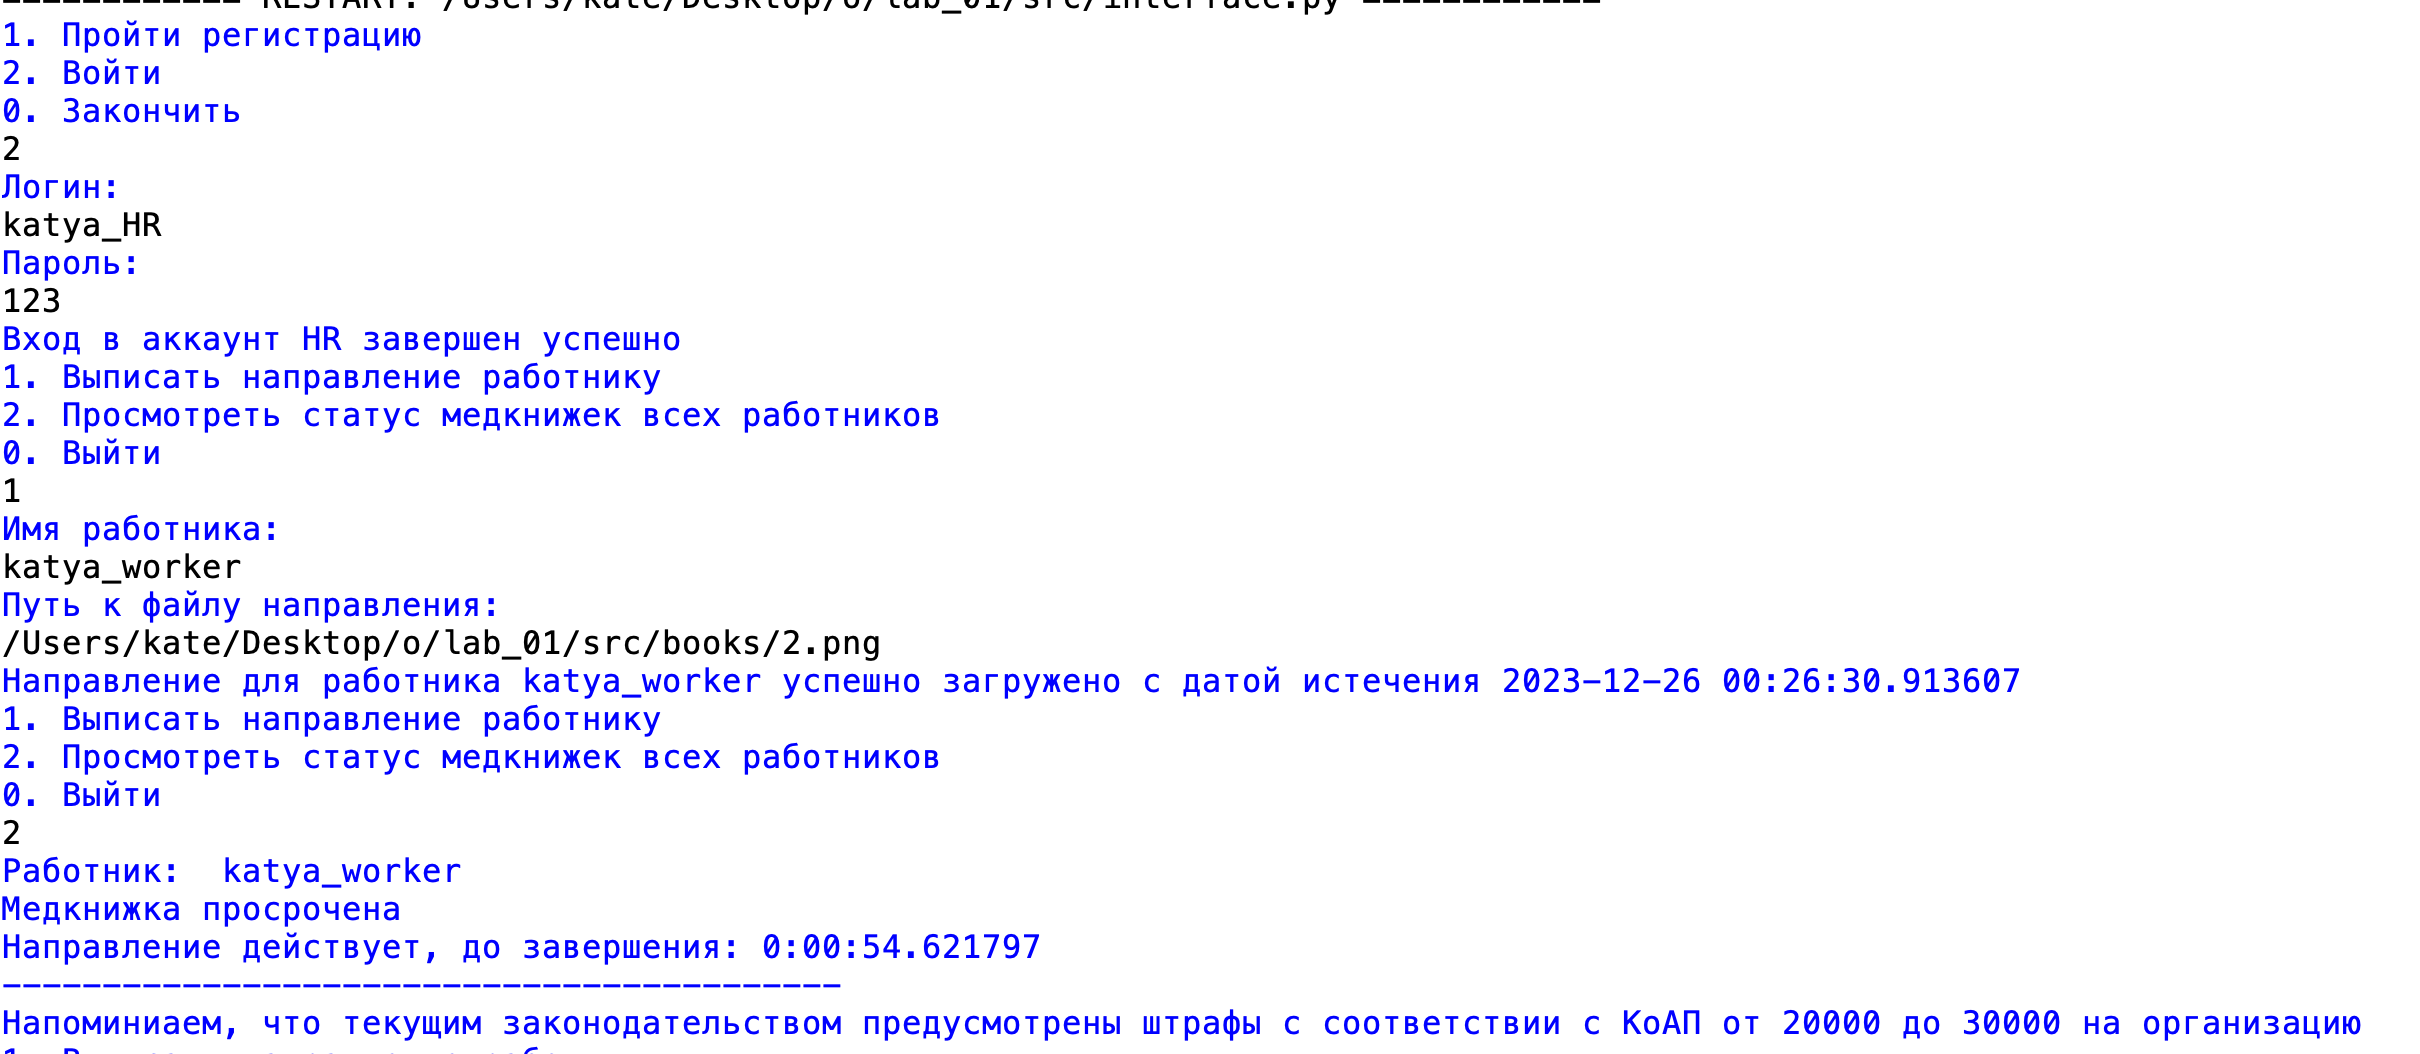 ============ RESTART: /Users/kate/Desktop/o/lab_01/src/interface.py ============
1. Пройти регистрацию
2. Войти
0. Закончить
2
Логин:
katya_HR
Пароль:
123
Вход в аккаунт HR завершен успешно
1. Выписать направление работнику
2. Просмотреть статус медкнижек всех работников
0. Выйти
1
Имя работника:
katya_worker
Путь к файлу направления:
/Users/kate/Desktop/o/lab_01/src/books/2.png
Направление для работника katya_worker успешно загружено с датой истечения 2023-12-26 00:26:30.913607
1. Выписать направление работнику
2. Просмотреть статус медкнижек всех работников
0. Выйти
2
Работник:  katya_worker
Медкнижка просрочена
Направление действует, до завершения: 0:00:54.621797
------------------------------------------
Напоминиаем, что текущим законодательством предусмотрены штрафы с соответствии с КоАП от 20000 до 30000 на организацию